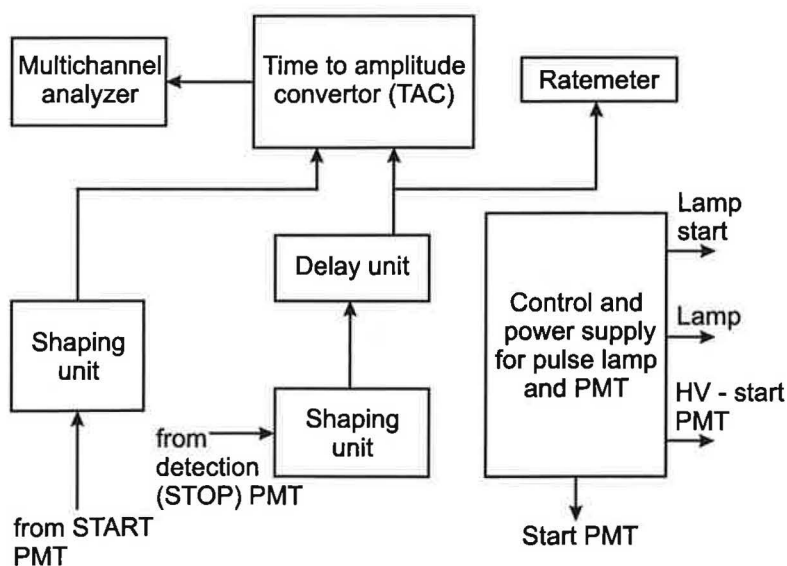 Multichannel
analyzer
Time to amplitude
convertor (TAC)
Ratemeter
Lamp
start
Delay unit
Control and
power supply
for pulse lamp
and PMT
Lamp
Shaping
unit
HV - start
PMT
Shaping
unit
from
detection
(STOP) PMT
from START
PMT
Start PMT